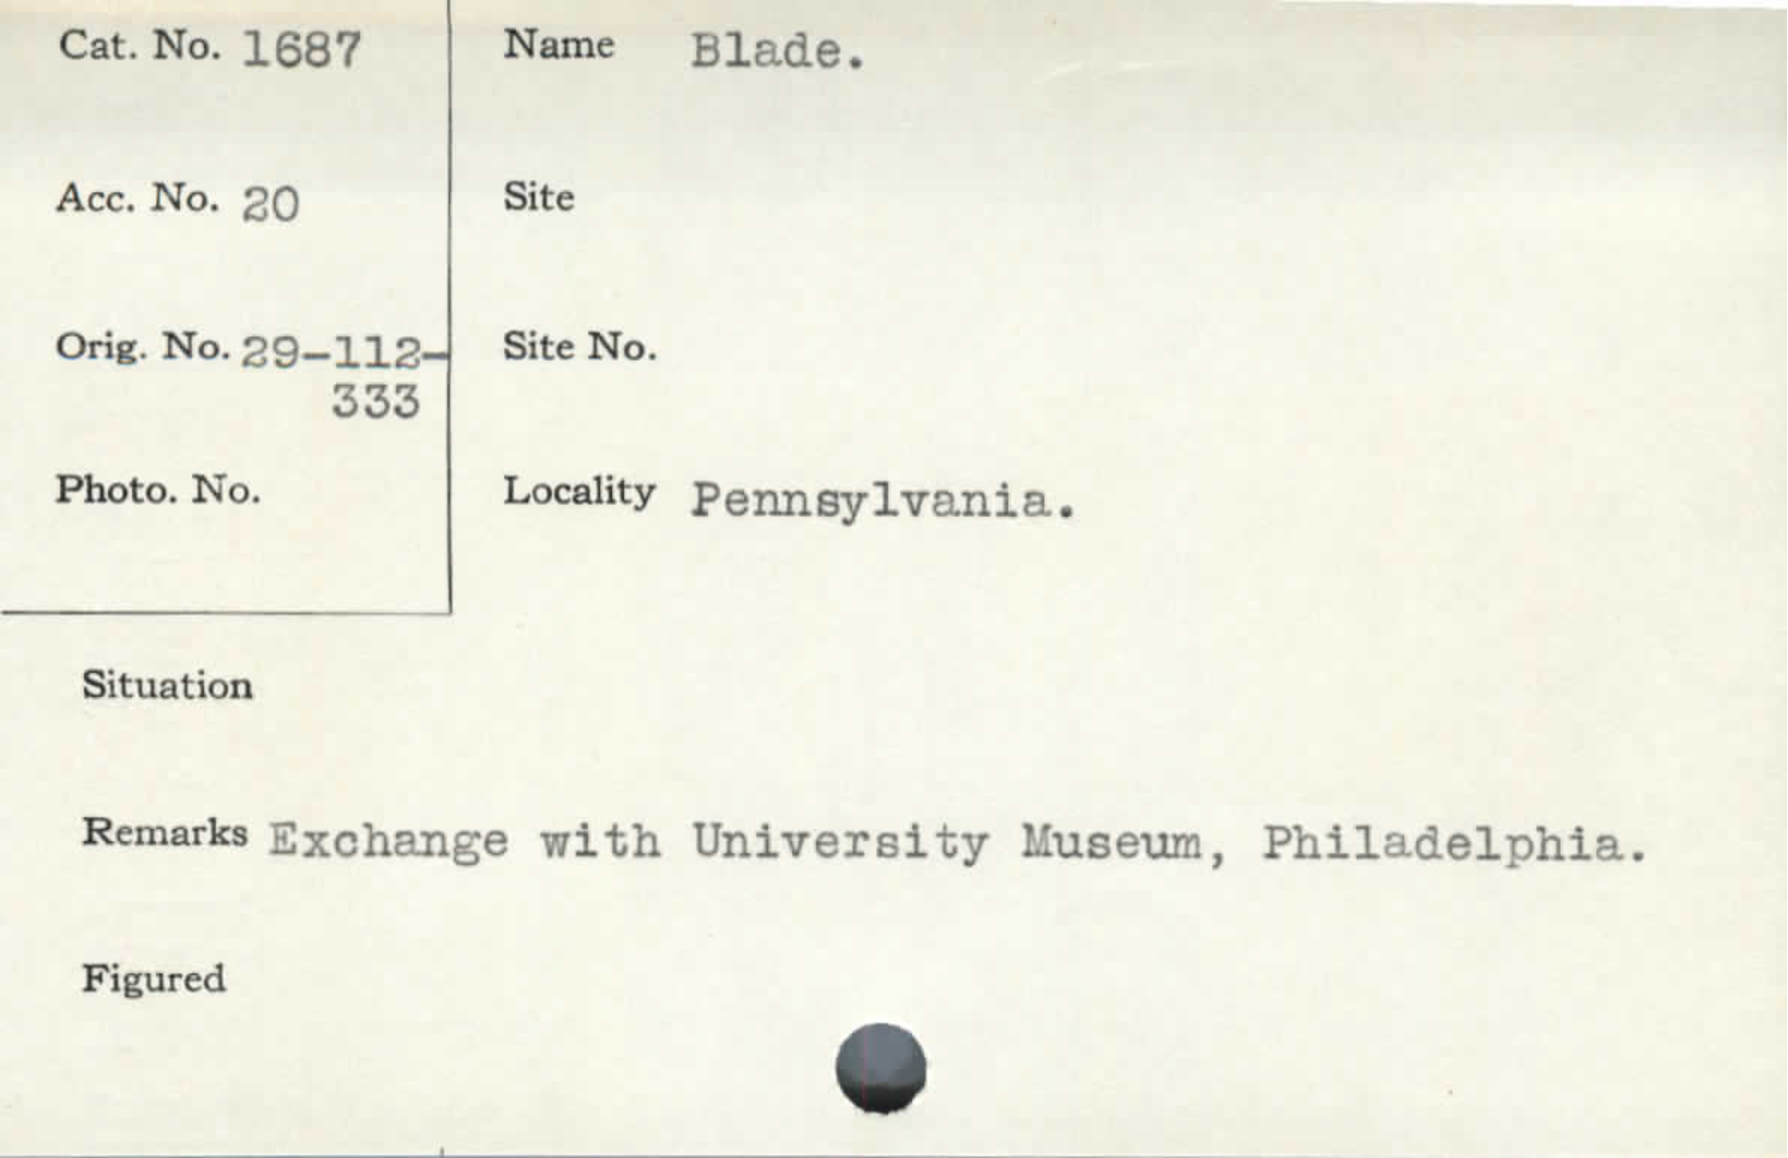 Cat. No. 1687
Name Blade.
Acc. No. 20
Site
Orig. No. 29-112-
333
Site No.
Photo. No.
Locality Pennsylvania.
Situation
Remarks Exchange with University Museum, Philadelphia.
Figured